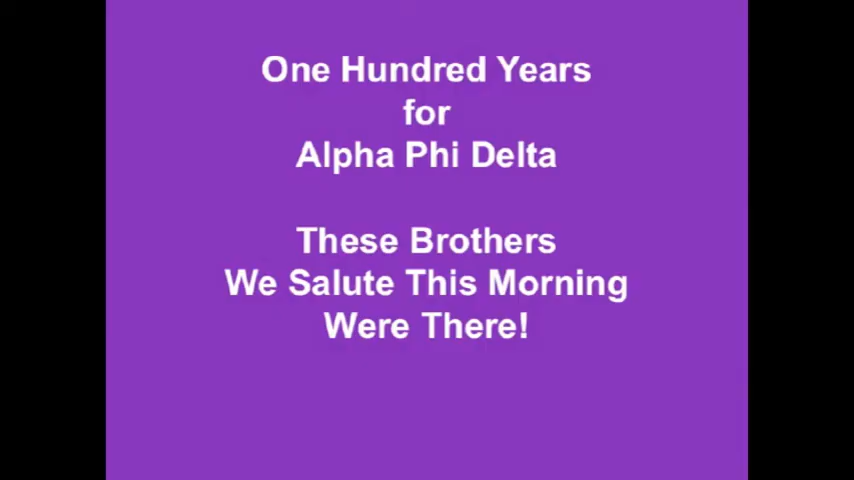 One Hundred Years
for
Alpha Phi Delta
These Brothers
We Salute This Morning
Were There!